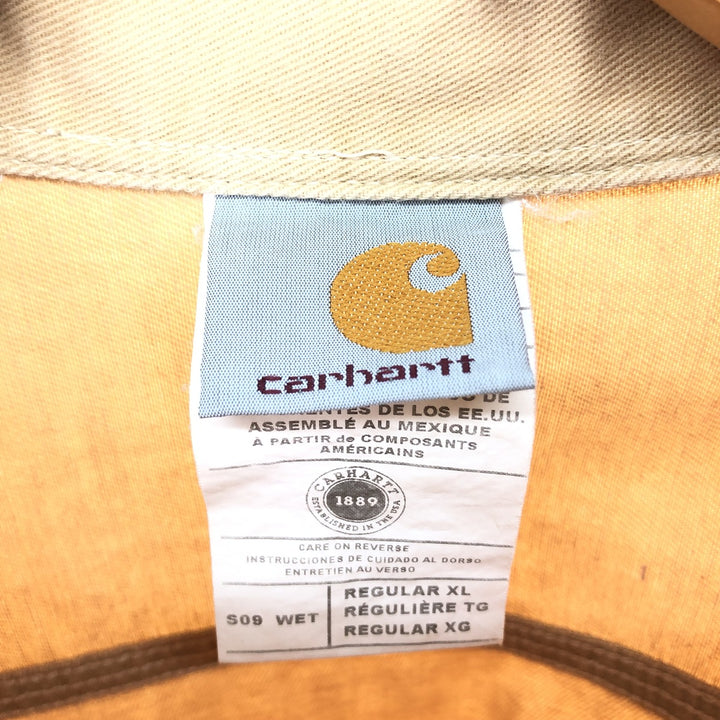 carhartt
DE
DE LOS EE.UU.
ASSEMBLÉ AU MEXIQUE
À PARTIR de COMPOSANTS
AMÉRICAINS
CARHARTT
1889
ESTABLISHED IN THE USA
CARE ON REVERSE
INSTRUCCIONES DE CUIDADO AL DORSO
ENTRETIEN AU VERSO
S09 WET
REGULAR XL
RÉGULIÈRE TG
REGULAR XG